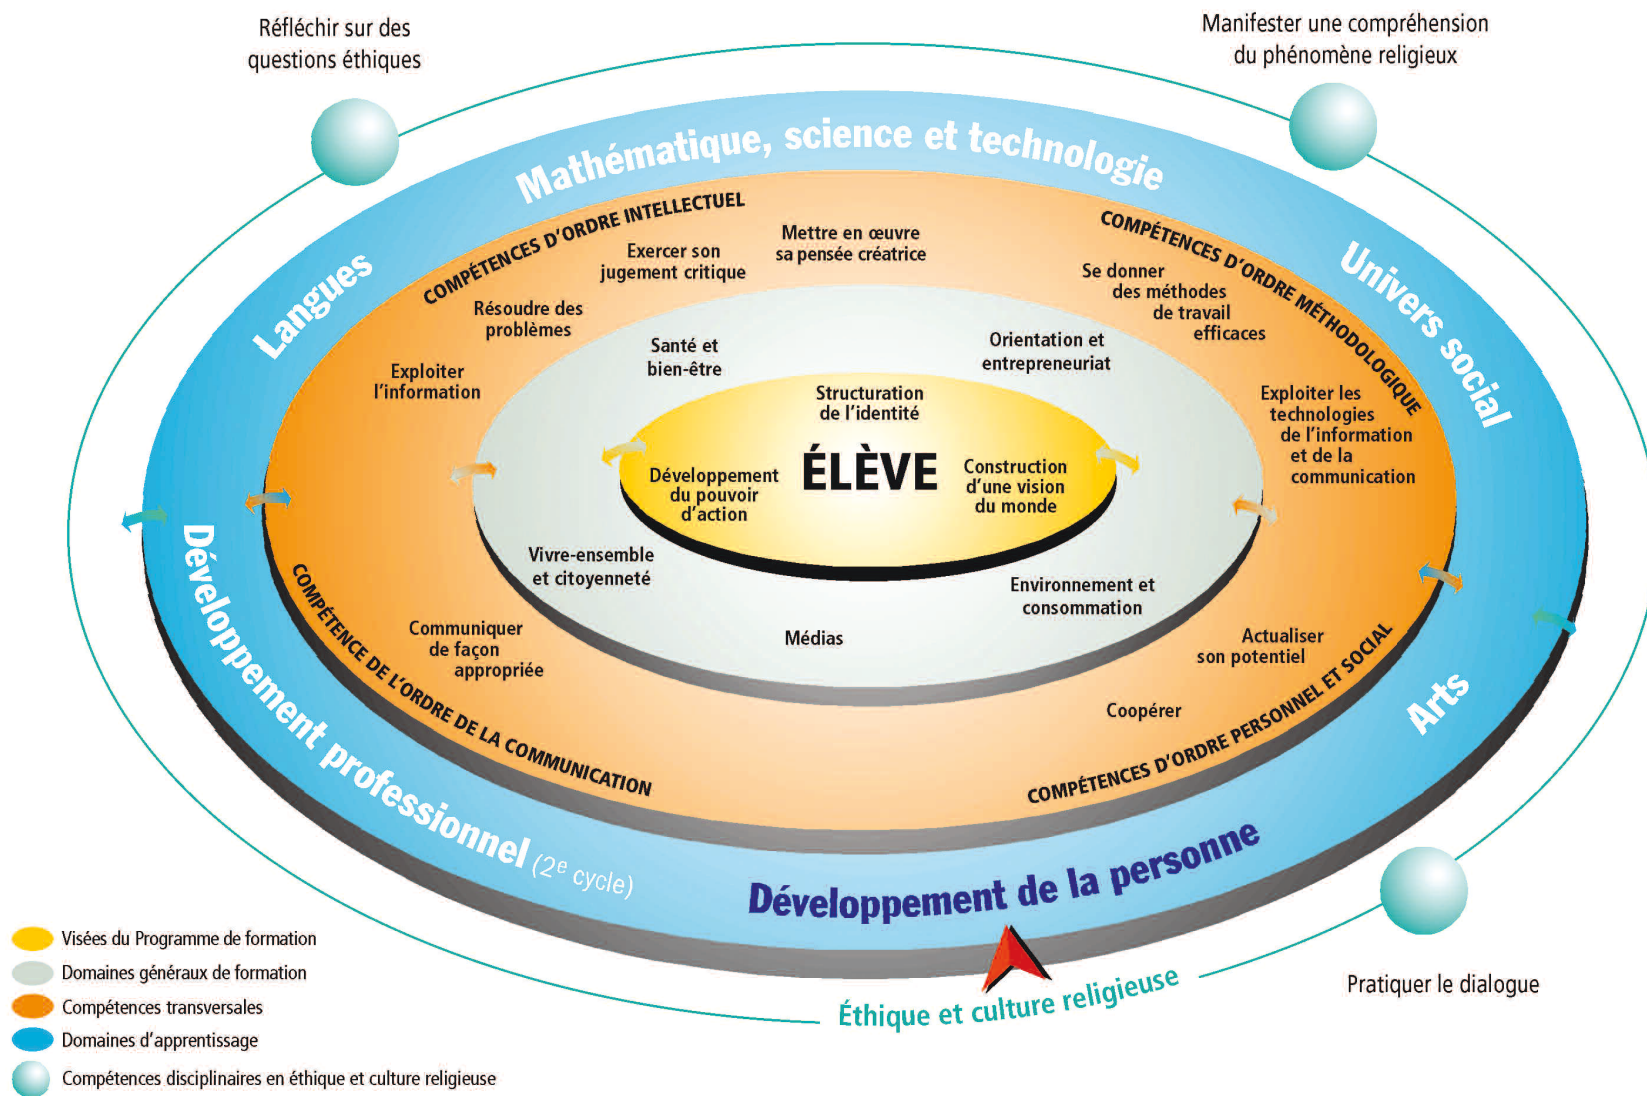 Réfléchir sur des
questions éthiques
Manifester une compréhension
du phénomène religieux
Mathématique, science et technologie
Langues
Univers social
COMPÉTENCES D'ORDRE INTELLECTUEL
COMPÉTENCES D'ORDRE MÉTHODOLOGIQUE
Mettre en œuvre
sa pensée créatrice
Exercer son
jugement critique
Résoudre des
problèmes
Exploiter
l'information
Se donner
des méthodes
de travail
efficaces
Exploiter les
technologies
de l'information
et de la
communication
Santé et
bien-être
Orientation et
entrepreneuriat
Structuration
de l'identité
ÉLÈVE
Développement
du pouvoir
d'action
Construction
d'une vision
du monde
Vivre-ensemble
et citoyenneté
Environnement et
consommation
Médias
Communiquer
de façon
appropriée
Actualiser
son potentiel
Coopérer
COMPÉTENCE DE L'ORDRE DE LA COMMUNICATION
COMPÉTENCES D'ORDRE PERSONNEL ET SOCIAL
Arts
Développement professionnel (2e cycle)
Développement de la personne
Éthique et culture religieuse
Pratiquer le dialogue
Visées du Programme de formation
Domaines généraux de formation
Compétences transversales
Domaines d'apprentissage
Compétences disciplinaires en éthique et culture religieuse